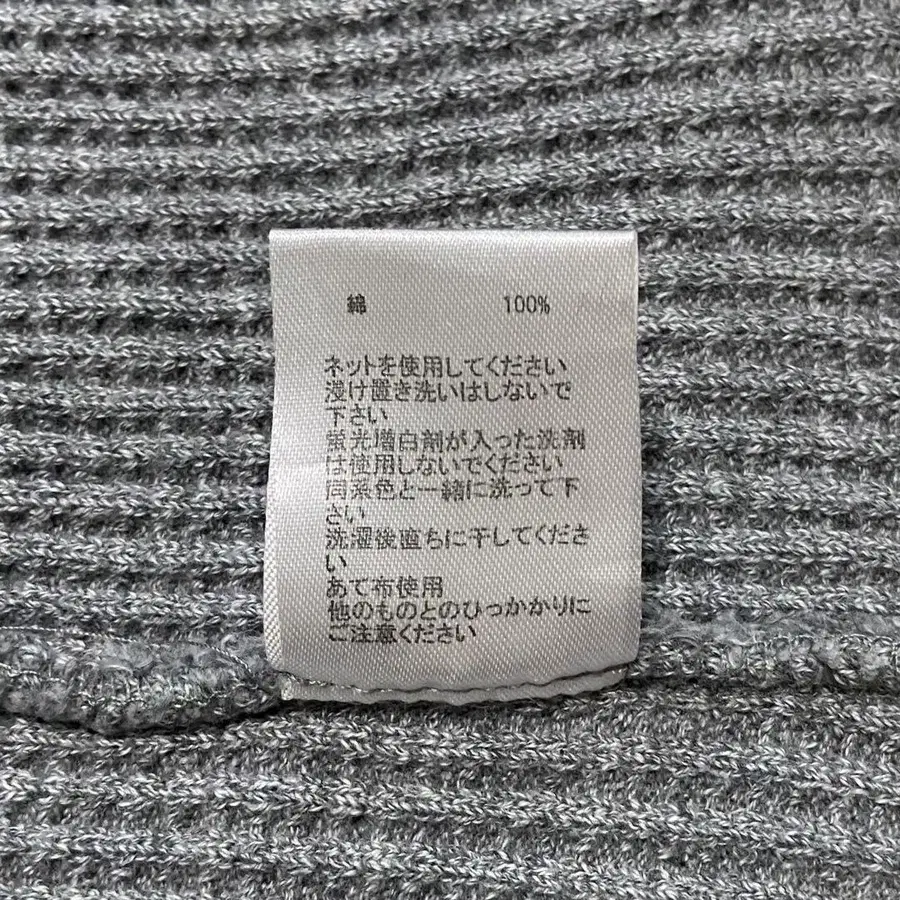 綿 100%
ネットを使用してください
浸け置き洗いはしないで
下さい
蛍光増白剤が入った洗剤
は使用しないでください
同系色と一緒に洗って下
さい
洗濯後直ちに干してくださ
い
あて布使用
他のものとのひっかかりに
ご注意ください